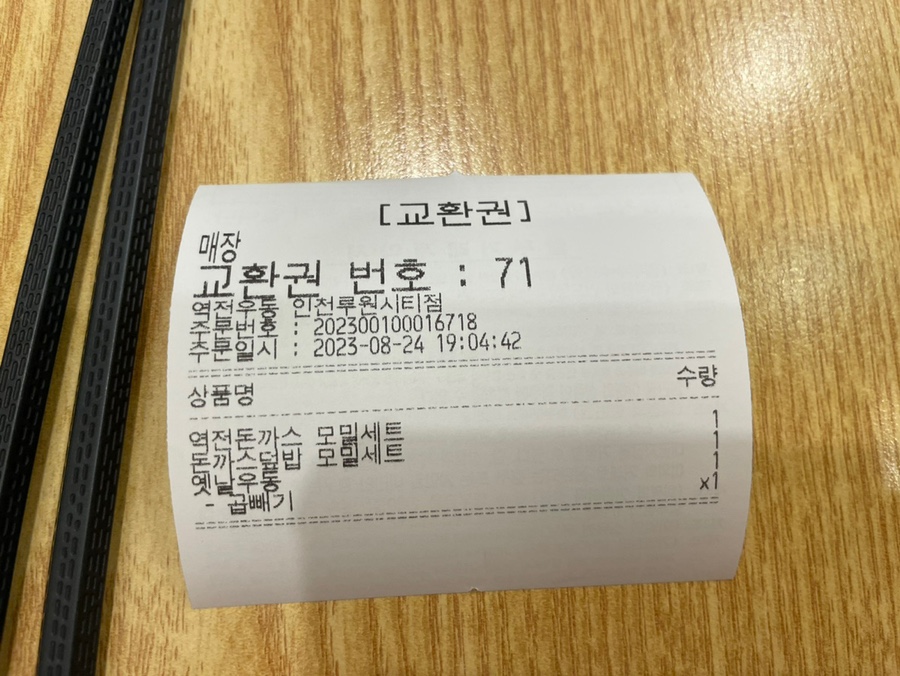 [교환권]
매장
교환권 번호 : 71
역전우동 인천루원시티점
주문번호 : 202300100016718
주문일시 : 2023-08-24 19:04:42
상품명 수량
역전돈까스 모밀세트 1
돈까스덮밥 모밀세트 1
옛날우동 1
- 곱빼기 x1